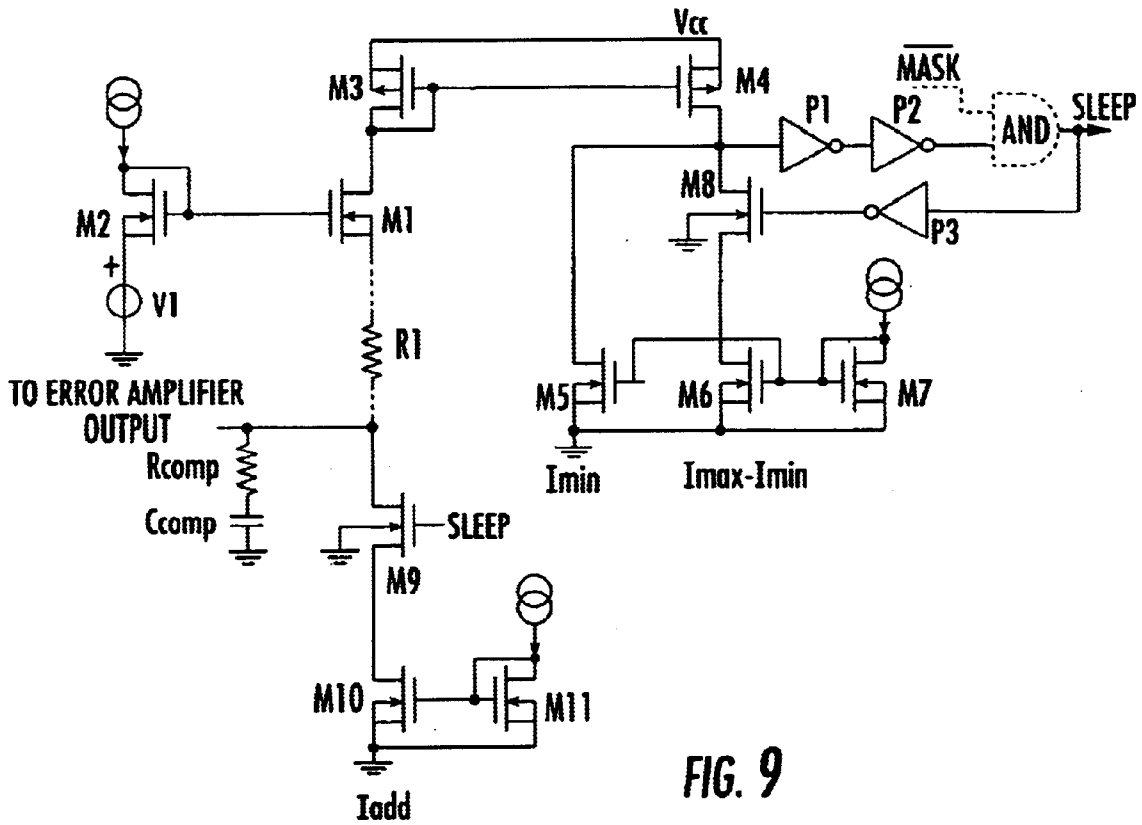 Vcc
M3
M4
MASK
P1
P2
AND
SLEEP
M2
M1
M8
P3
+
V1
R1
TO ERROR AMPLIFIER
OUTPUT
M5
M6
M7
Rcomp
Imin
Imax-Imin
Ccomp
SLEEP
M9
M10
M11
Iadd
FIG. 9